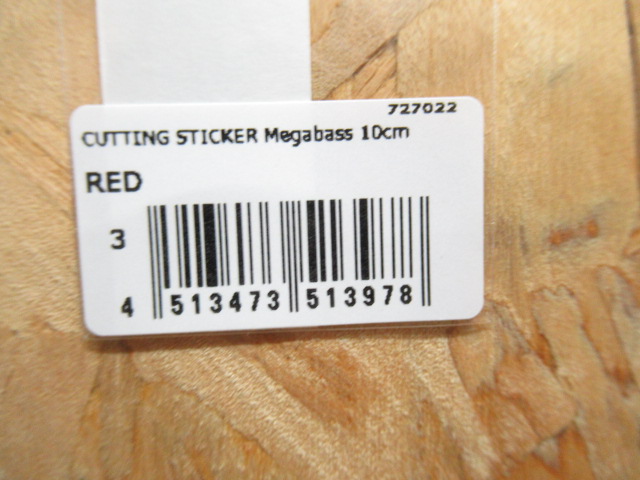 727022
CUTTING STICKER Megabass 10cm
RED
3
4 513473 513978